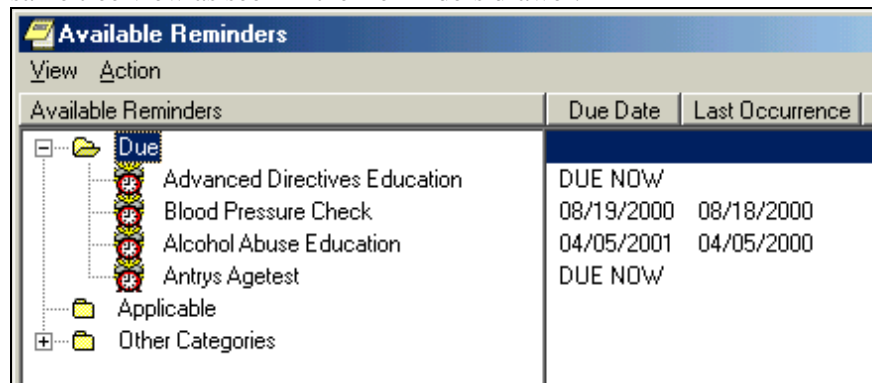 Available Reminders
View Action
Available Reminders Due Date Last Occurrence
Due
Advanced Directives Education DUE NOW
Blood Pressure Check 08/19/2000 08/18/2000
Alcohol Abuse Education 04/05/2001 04/05/2000
Antrys Agetest DUE NOW
Applicable
Other Categories